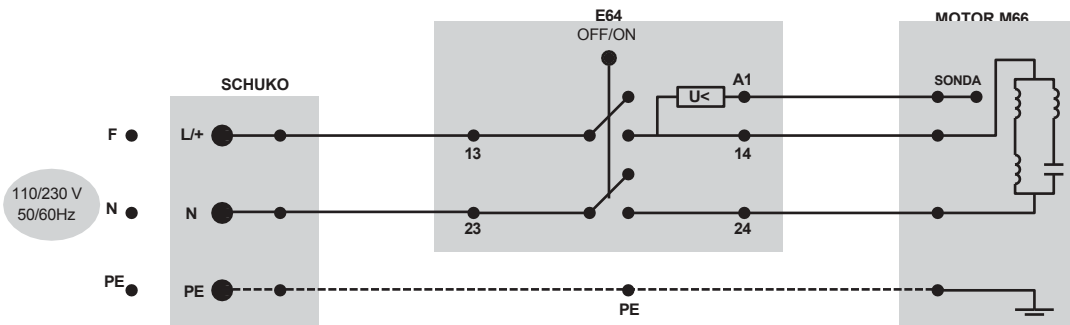 E64
OFF/ON
MOTOR M66
SCHUKO
A1
U<
SONDA
F
L/+
13
14
110/230 V
50/60Hz
N
N
23
24
PE
PE
PE